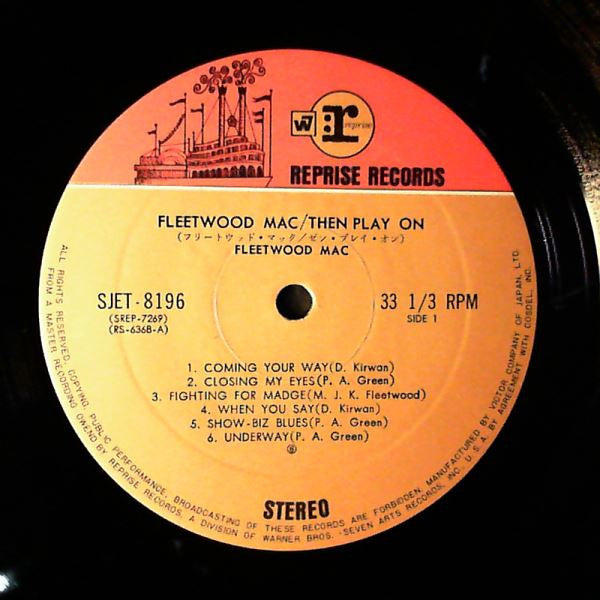 W7
r
reprise
REPRISE RECORDS
FLEETWOOD MAC/THEN PLAY ON
(フリートウッド・マック/ゼン・プレイ・オン)
FLEETWOOD MAC
SJET-8196
(SREP-7269)
(RS-6368-A)
33 1/3 RPM
SIDE 1
1. COMING YOUR WAY(D. Kirwan)
2. CLOSING MY EYES(P. A. Green)
3. FIGHTING FOR MADGE(M. J. K. Fleetwood)
4. WHEN YOU SAY(D. Kirwan)
5. SHOW-BIZ BLUES(P. A. Green)
6. UNDERWAY(P. A. Green)
STEREO
ALL RIGHTS RESERVED, COPYING, PUBLIC PERFORMANCE, BROADCASTING OF THESE RECORDS ARE FORBIDDEN. MANUFACTURED BY VICTOR COMPANY OF JAPAN, LTD.
FROM A MASTER RECORDING OWEND BY REPRISE RECORDS, A DIVISION OF WARNER BROS.-SEVEN ARTS RECORDS, INC., U. S. A. BY AGREEMENT WITH COSDEL, INC.